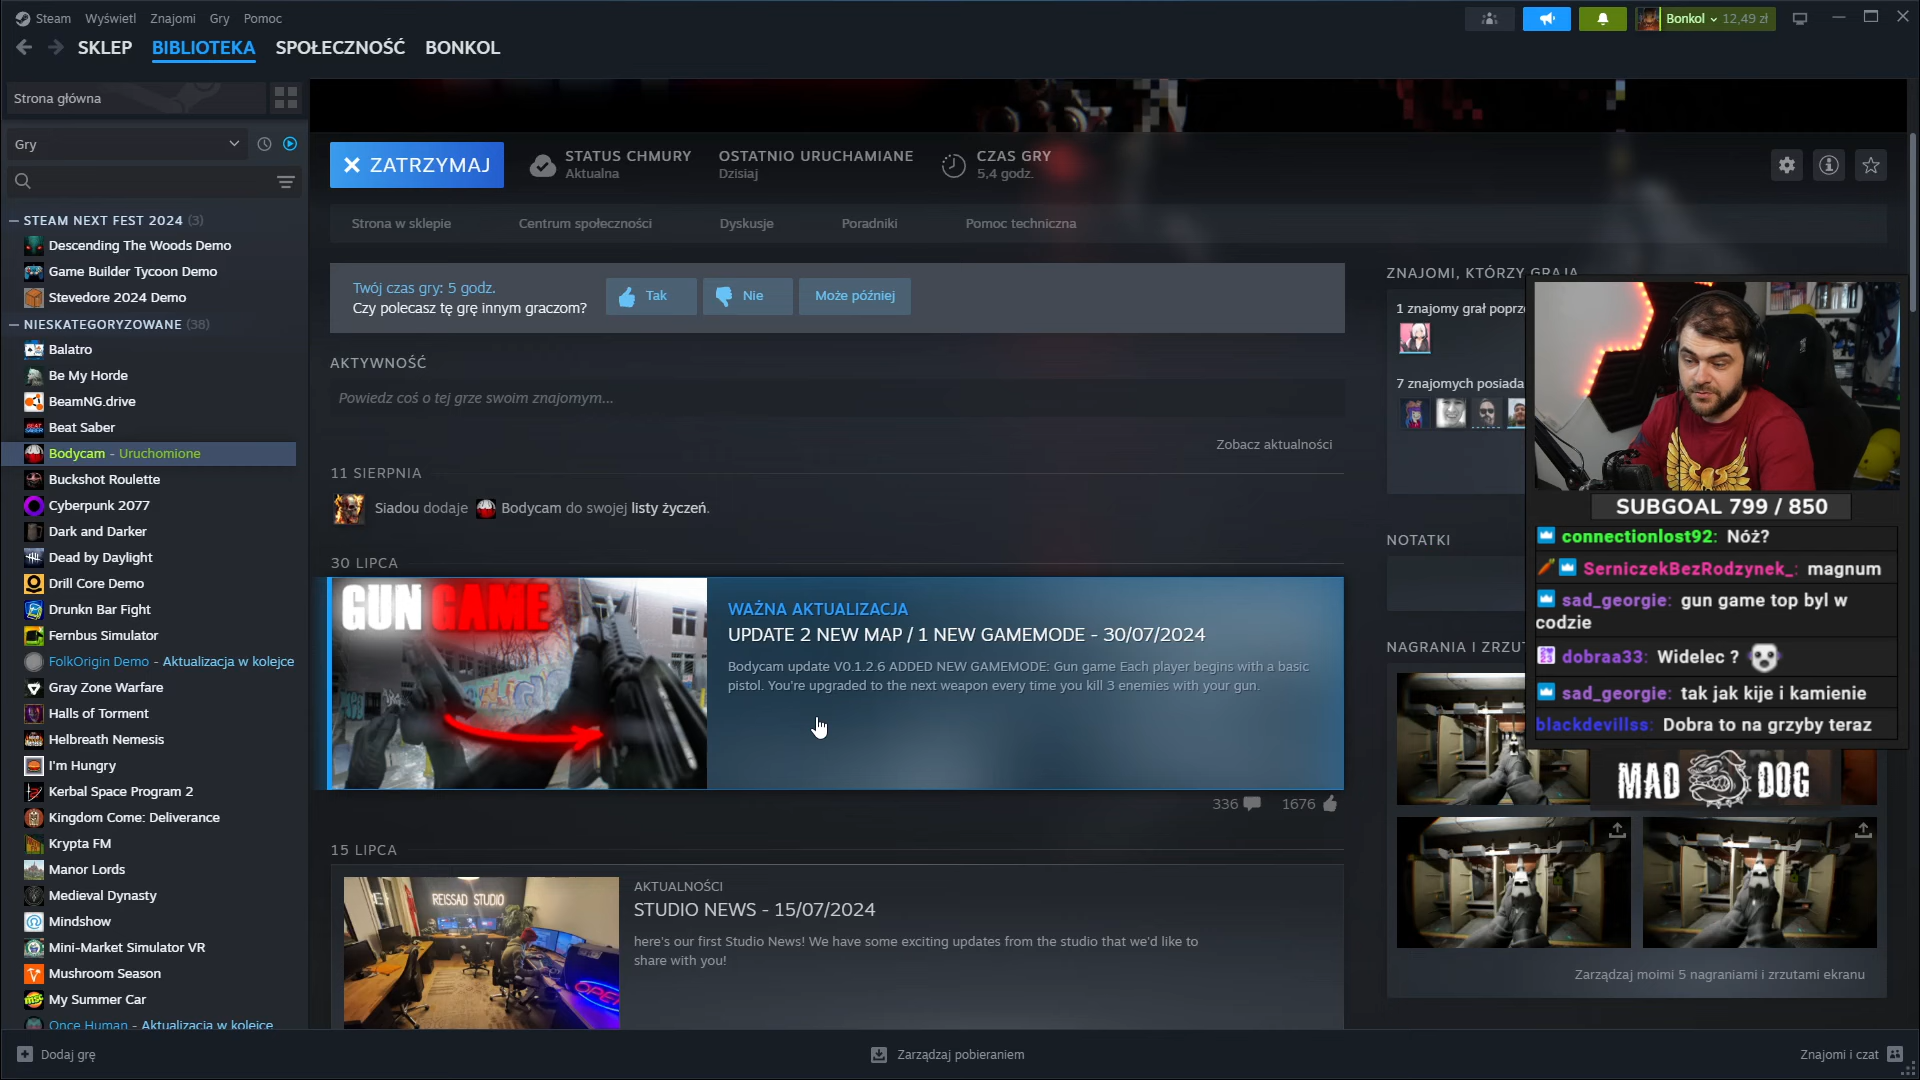 Steam Wyświetl Znajomi Gry Pomoc
Bonkol 12,49 zł
SKLEP BIBLIOTEKA SPOŁECZNOŚĆ BONKOL
Strona główna
Gry
STEAM NEXT FEST 2024 (3)
Descending The Woods Demo
Game Builder Tycoon Demo
Stevedore 2024 Demo
NIESKATEGORYZOWANE (38)
Balatro
Be My Horde
BeamNG.drive
Beat Saber
Bodycam - Uruchomione
Buckshot Roulette
Cyberpunk 2077
Dark and Darker
Dead by Daylight
Drill Core Demo
Drunkn Bar Fight
Fernbus Simulator
FolkOrigin Demo - Aktualizacja w kolejce
Gray Zone Warfare
Halls of Torment
Helbreath Nemesis
I'm Hungry
Kerbal Space Program 2
Kingdom Come: Deliverance
Krypta FM
Manor Lords
Medieval Dynasty
Mindshow
Mini-Market Simulator VR
Mushroom Season
My Summer Car
Once Human - Aktualizacja w kolejce
ZATRZYMAJ
STATUS CHMURY
Aktualna
OSTATNIO URUCHAMIANE
Dzisiaj
CZAS GRY
5,4 godz.
Strona w sklepie Centrum społeczności Dyskusje Poradniki Pomoc techniczna
Twój czas gry: 5 godz.
Czy polecasz tę grę innym graczom?
Tak
Nie
Może później
AKTYWNOŚĆ
Powiedz coś o tej grze swoim znajomym...
Zobacz aktualności
11 SIERPNIA
Siadou dodaje Bodycam do swojej listy życzeń.
30 LIPCA
GUN GAME
WAŻNA AKTUALIZACJA
UPDATE 2 NEW MAP / 1 NEW GAMEMODE - 30/07/2024
Bodycam update V0.1.2.6 ADDED NEW GAMEMODE: Gun game Each player begins with a basic
pistol. You're upgraded to the next weapon every time you kill 3 enemies with your gun.
336
1676
15 LIPCA
REISSAD STUDIO
OPEN
AKTUALNOŚCI
STUDIO NEWS - 15/07/2024
here's our first Studio News! We have some exciting updates from the studio that we'd like to
share with you!
ZNAJOMI, KTÓRZY GRAJĄ
1 znajomy grał
7 znajomych posiada
NOTATKI
NAGRANIA I
SUBGOAL 799 / 850
connectionlost92: Nóż?
SerniczekBezRodzynek_: magnum
sad_georgie: gun game top byl w
codzie
dobraa33: Widelec ?
sad_georgie: tak jak kije i kamienie
blackdevillss: Dobra to na grzyby teraz
MAD DOG
Zarządzaj moimi 5 nagraniami i zrzutami ekranu
Dodaj grę
Zarządzaj pobieraniem
Znajomi i czat